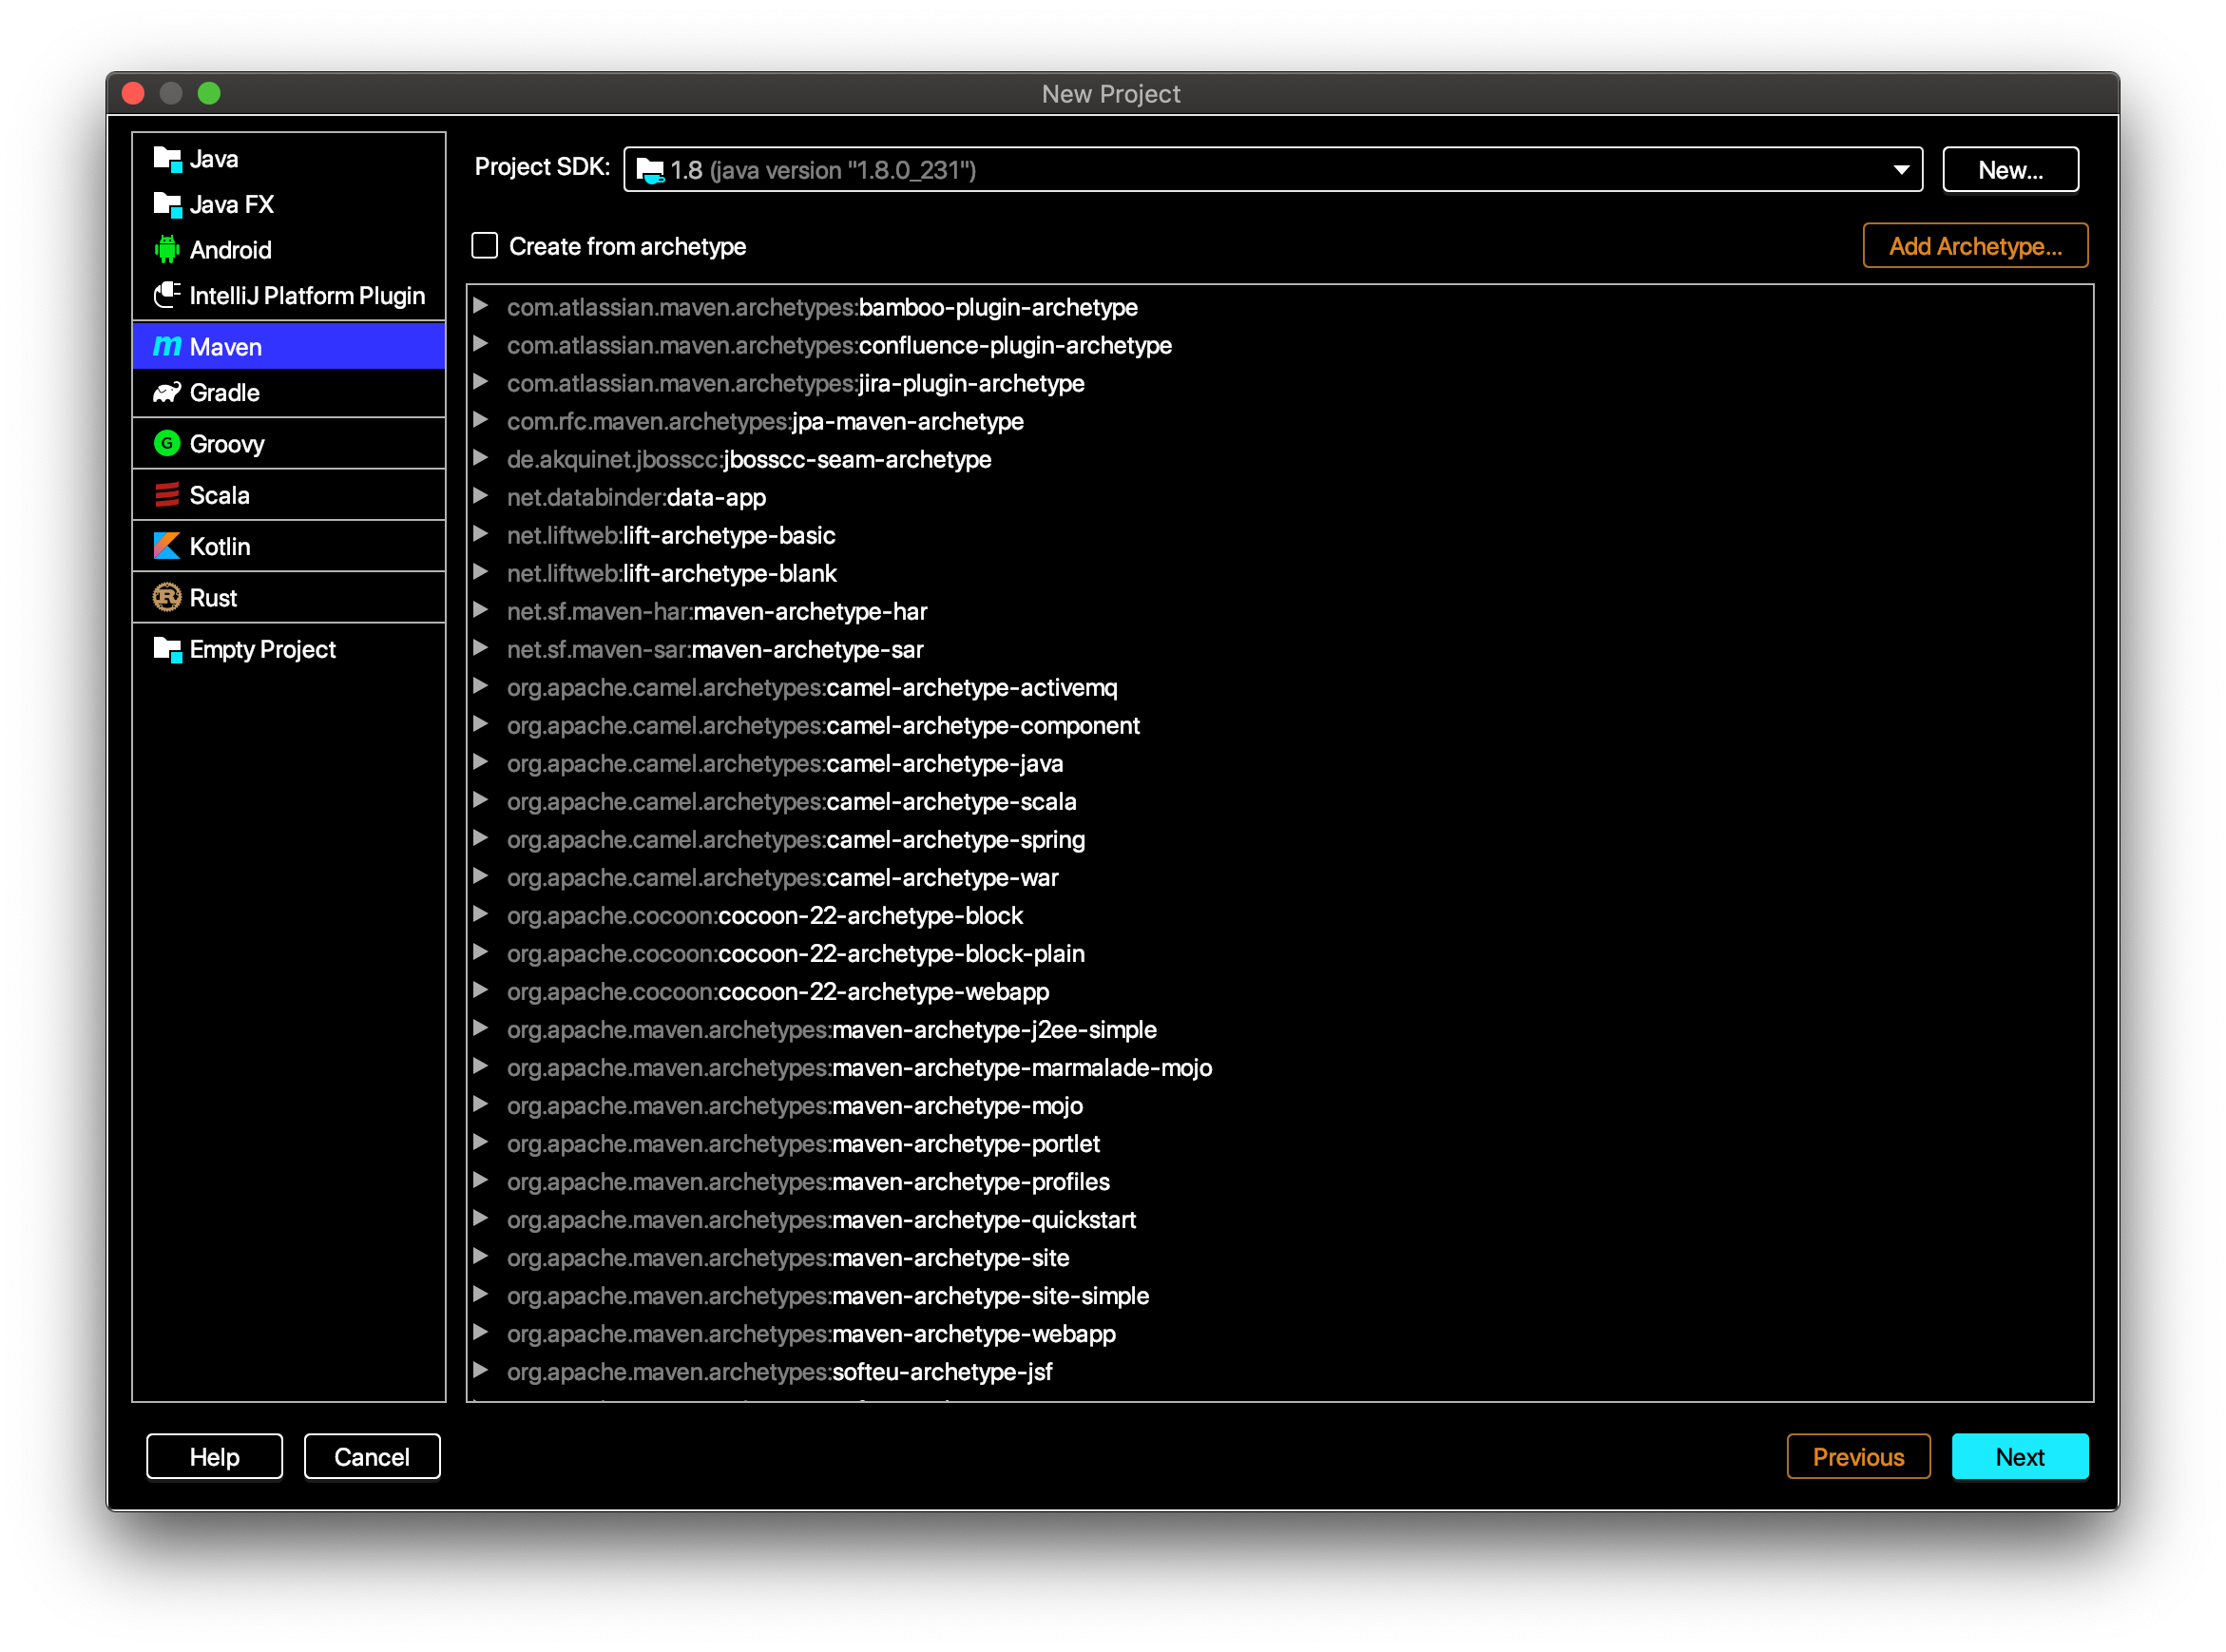 New Project
Java
Java FX
Android
IntelliJ Platform Plugin
Maven
Gradle
Groovy
Scala
Kotlin
Rust
Empty Project
Project SDK: 1.8 (java version "1.8.0_231") New...
Create from archetype Add Archetype...
com.atlassian.maven.archetypes:bamboo-plugin-archetype
com.atlassian.maven.archetypes:confluence-plugin-archetype
com.atlassian.maven.archetypes:jira-plugin-archetype
com.rfc.maven.archetypes:jpa-maven-archetype
de.akquinet.jbosscc:jbosscc-seam-archetype
net.databinder:data-app
net.liftweb:lift-archetype-basic
net.liftweb:lift-archetype-blank
net.sf.maven-har:maven-archetype-har
net.sf.maven-sar:maven-archetype-sar
org.apache.camel.archetypes:camel-archetype-activemq
org.apache.camel.archetypes:camel-archetype-component
org.apache.camel.archetypes:camel-archetype-java
org.apache.camel.archetypes:camel-archetype-scala
org.apache.camel.archetypes:camel-archetype-spring
org.apache.camel.archetypes:camel-archetype-war
org.apache.cocoon:cocoon-22-archetype-block
org.apache.cocoon:cocoon-22-archetype-block-plain
org.apache.cocoon:cocoon-22-archetype-webapp
org.apache.maven.archetypes:maven-archetype-j2ee-simple
org.apache.maven.archetypes:maven-archetype-marmalade-mojo
org.apache.maven.archetypes:maven-archetype-mojo
org.apache.maven.archetypes:maven-archetype-portlet
org.apache.maven.archetypes:maven-archetype-profiles
org.apache.maven.archetypes:maven-archetype-quickstart
org.apache.maven.archetypes:maven-archetype-site
org.apache.maven.archetypes:maven-archetype-site-simple
org.apache.maven.archetypes:maven-archetype-webapp
org.apache.maven.archetypes:softeu-archetype-jsf
Help Cancel Previous Next